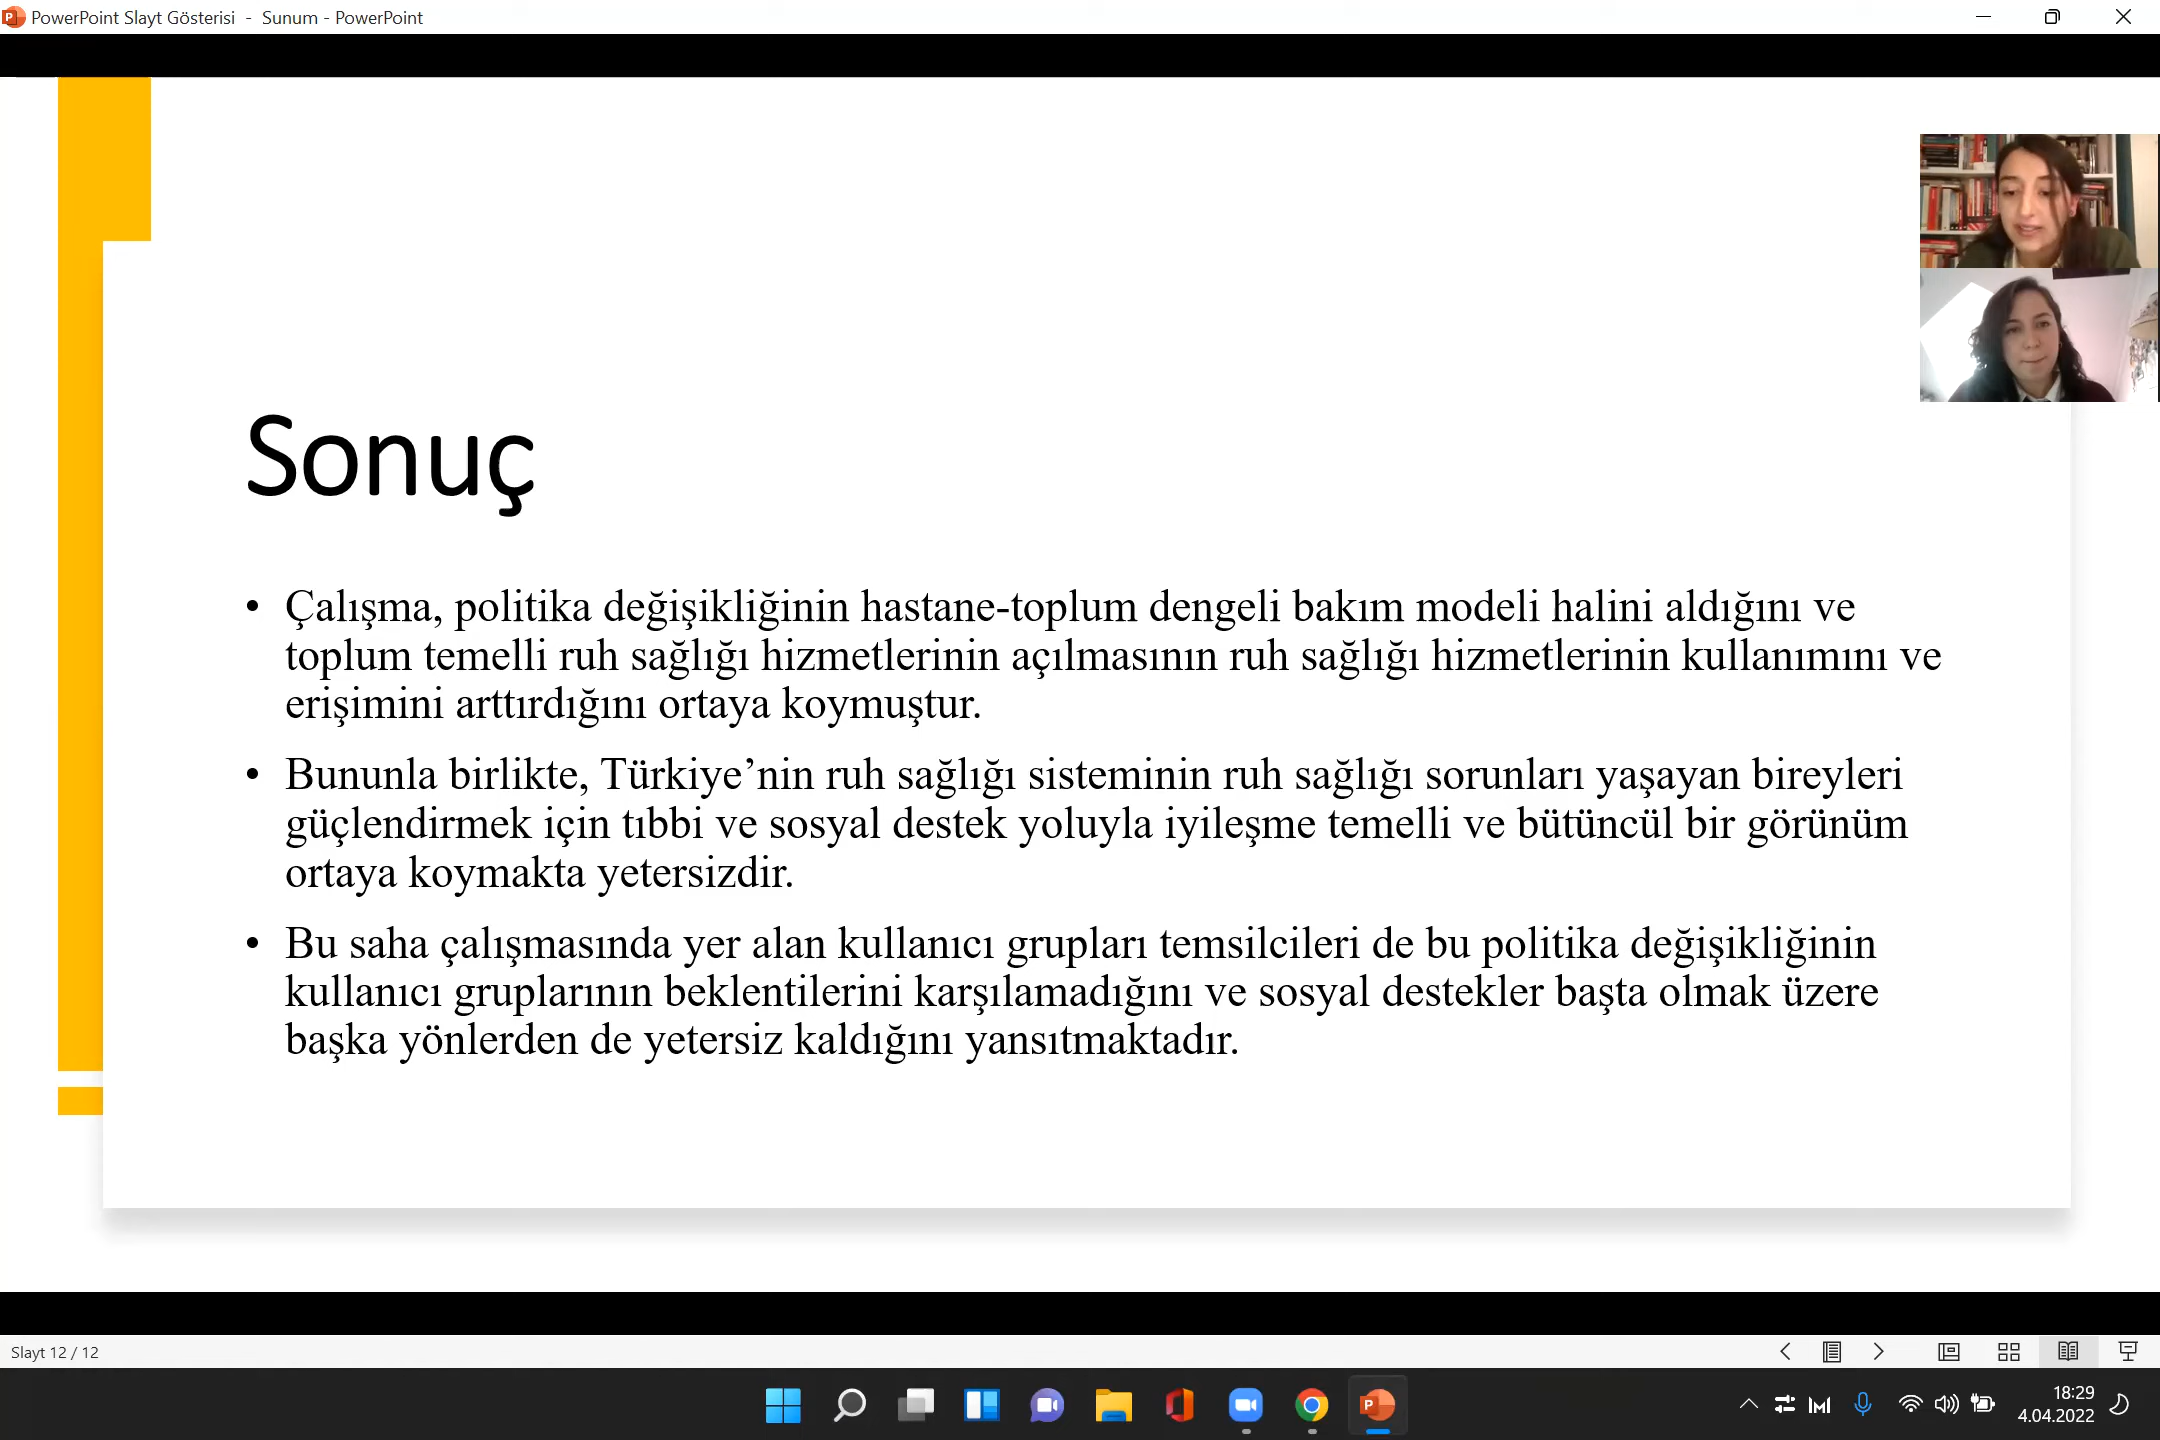 PowerPoint Slayt Gösterisi - Sunum - PowerPoint
Sonuç
• Çalışma, politika değişikliğinin hastane-toplum dengeli bakım modeli halini aldığını ve
toplum temelli ruh sağlığı hizmetlerinin açılmasının ruh sağlığı hizmetlerinin kullanımını ve
erişimini arttırdığını ortaya koymuştur.
• Bununla birlikte, Türkiye’nin ruh sağlığı sisteminin ruh sağlığı sorunları yaşayan bireyleri
güçlendirmek için tıbbi ve sosyal destek yoluyla iyileşme temelli ve bütüncül bir görünüm
ortaya koymakta yetersizdir.
• Bu saha çalışmasında yer alan kullanıcı grupları temsilcileri de bu politika değişikliğinin
kullanıcı gruplarının beklentilerini karşılamadığını ve sosyal destekler başta olmak üzere
başka yönlerden de yetersiz kaldığını yansıtmaktadır.
Slayt 12 / 12
18:29
4.04.2022